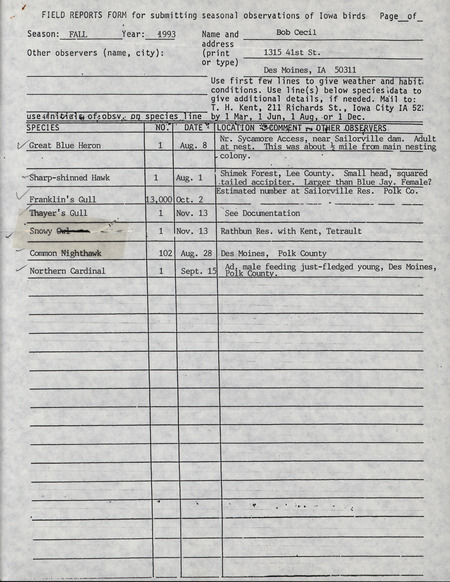 FIELD REPORTS FORM for submitting seasonal observations of Iowa birds Page__of__
Season: FALL Year: 1993 Name and Bob Cecil
address
Other observers (name, city): (print 1315 41st St.
or type)
Des Moines, IA 50311
Use first few lines to give weather and habit
conditions. Use line(s) below species data to
give additional details, if needed. Mail to:
T. H. Kent, 211 Richards St., Iowa City IA 52
use initials of obsv. on species line by 1 Mar, 1 Jun, 1 Aug, or 1 Dec.
SPECIES NO. DATE LOCATION COMMENT OTHER OBSERVERS
Great Blue Heron 1 Aug. 8 Nr. Sycamore Access, near Sailorville dam. Adult
at nest. This was about ½ mile from main nesting
colony.
Sharp-shinned Hawk 1 Aug. 1 Shimek Forest, Lee County. Small head, squared
tailed accipiter. Larger than Blue Jay. Female?
Franklin's Gull 13,000 Oct. 2 Estimated number at Sailorville Res. Polk Co.
Thayer's Gull 1 Nov. 13 See Documentation
Snowy 1 Nov. 13 Rathbun Res. with Kent, Tetrault
Common Nighthawk 102 Aug. 28 Des Moines, Polk County
Northern Cardinal 1 Sept. 15 Ad. male feeding just-fledged young, Des Moines,
Polk County.